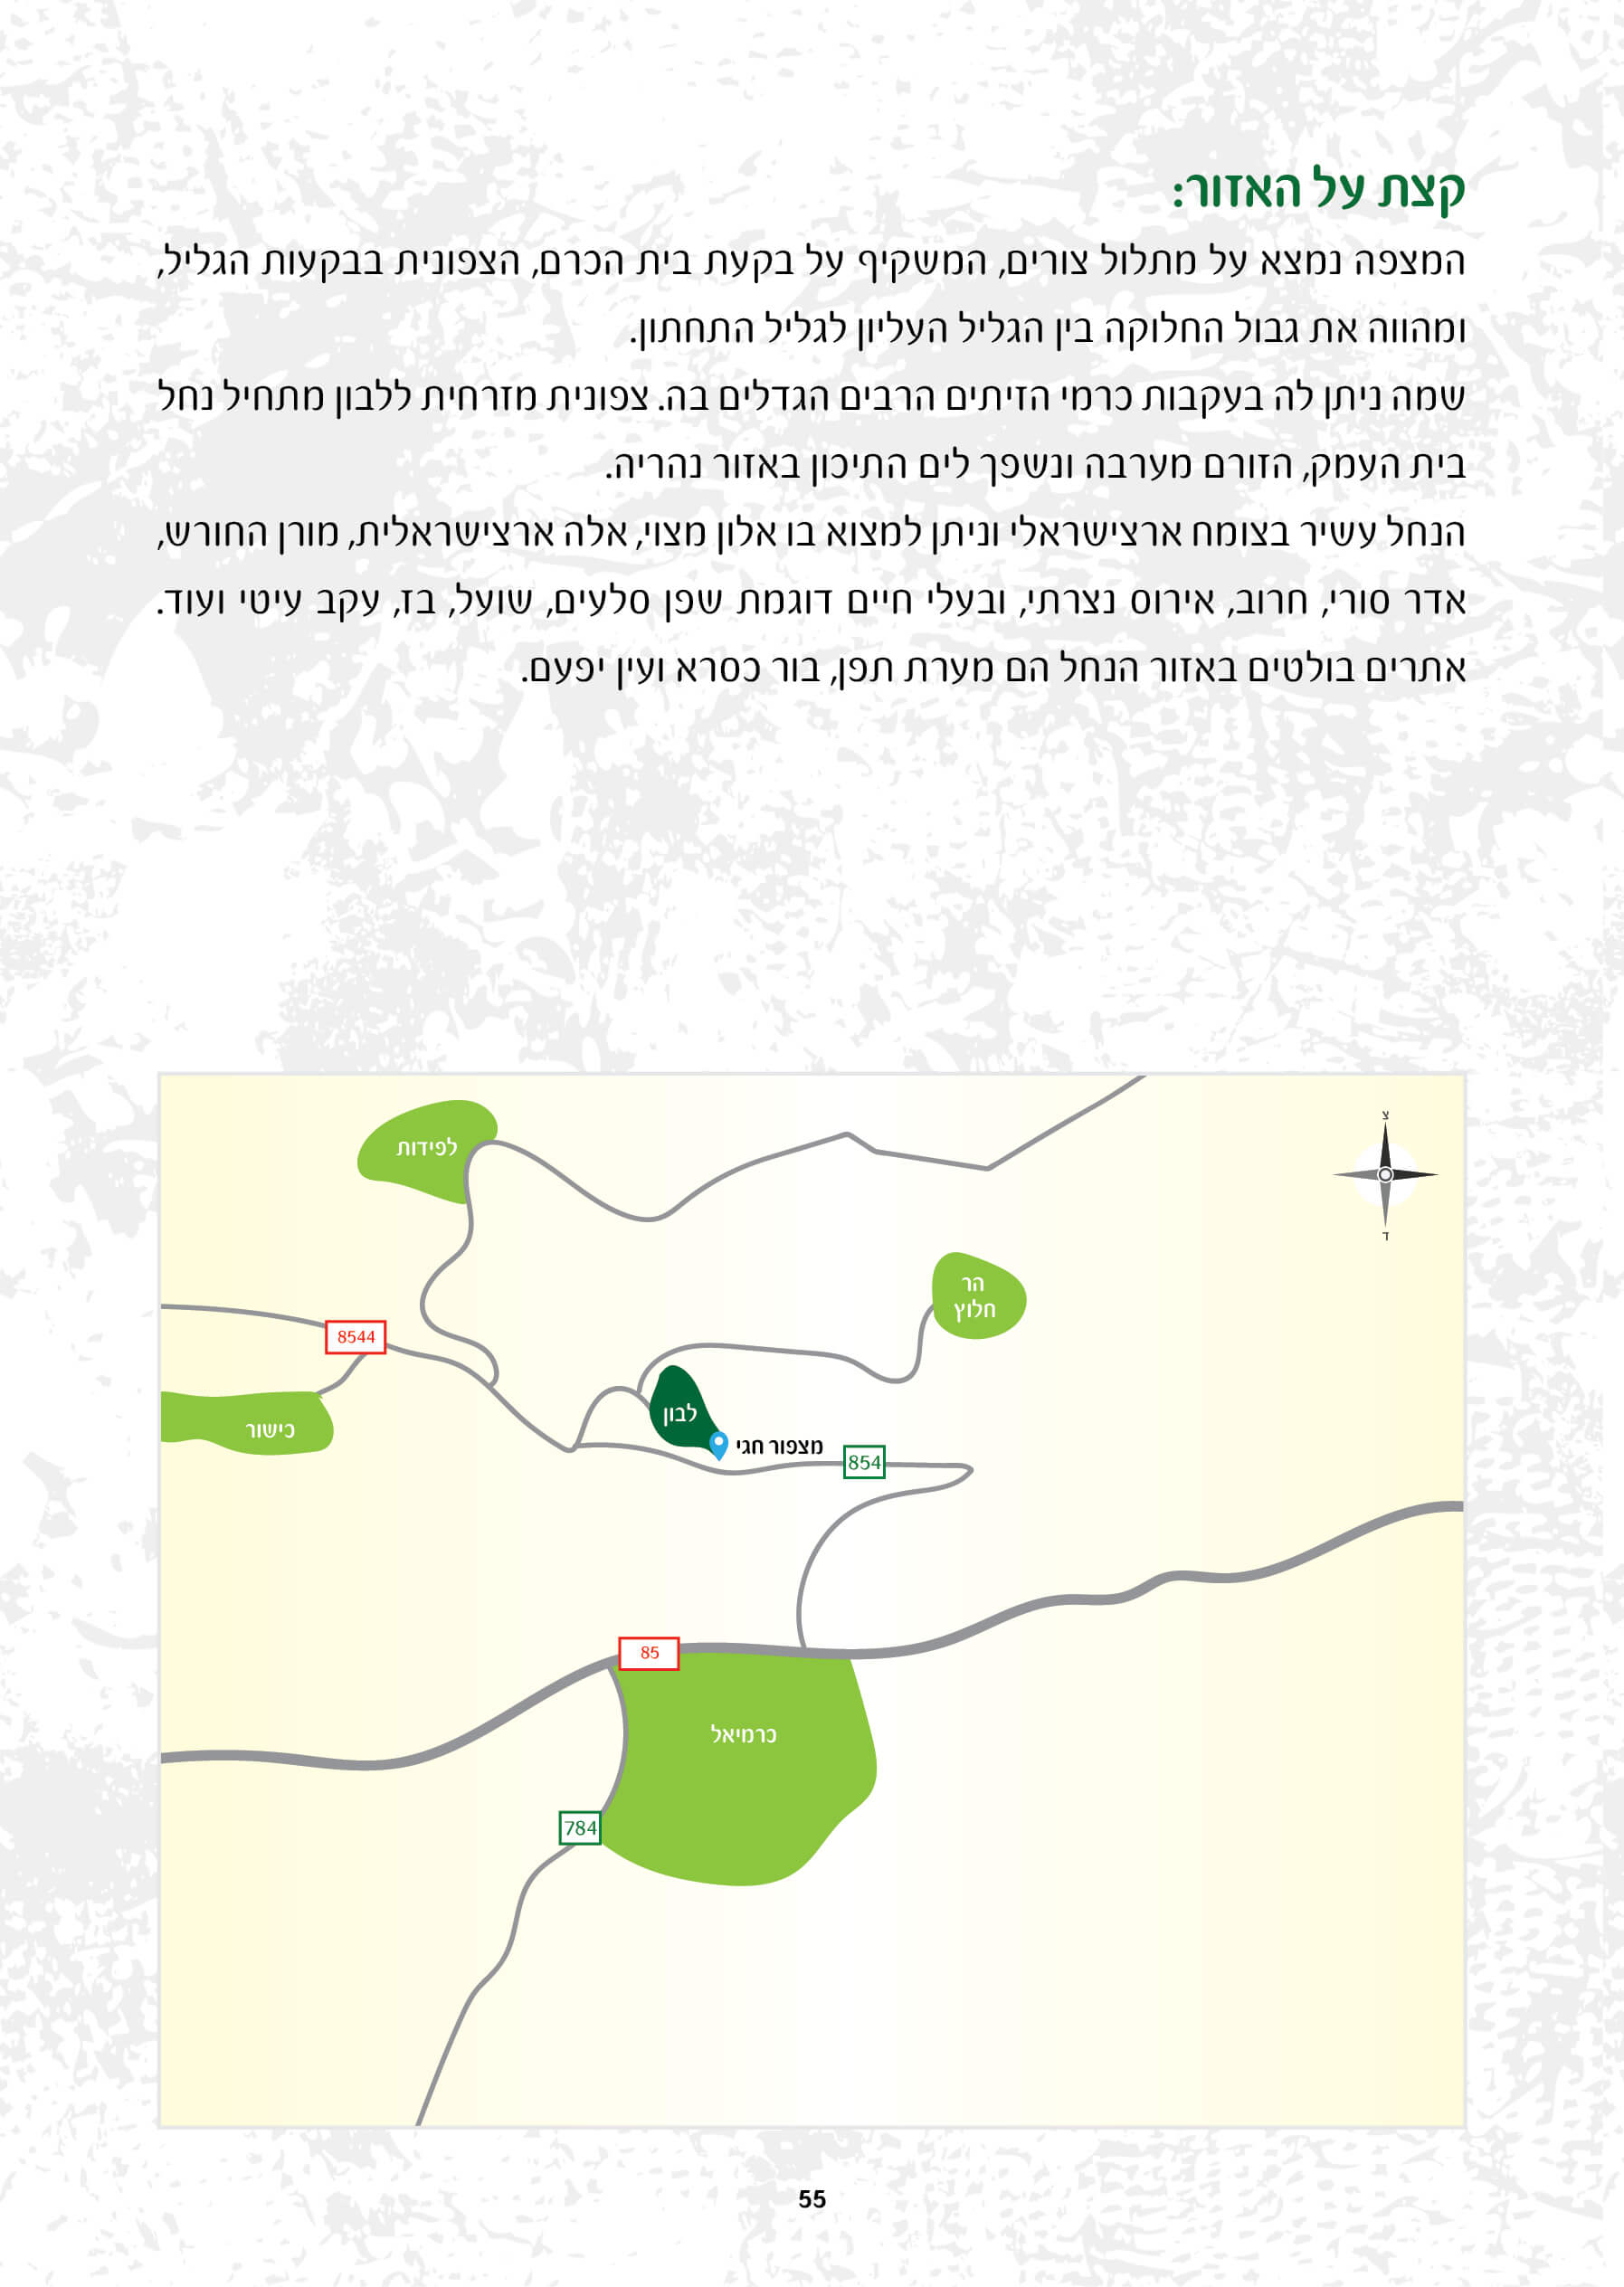 קצת על האזור:
המצפה נמצא על מתלול צורים, המשקיף על בקעת בית הכרם, הצפונית בבקעות הגליל,
ומהווה את גבול החלוקה בין הגליל העליון לגליל התחתון.
שמה ניתן לה בעקבות כרמי הזיתים הרבים הגדלים בה. צפונית מזרחית ללבון מתחיל נחל
בית העמק, הזורם מערבה ונשפך לים התיכון באזור נהריה.
הנחל עשיר בצומח ארצישראלי וניתן למצוא בו אלון מצוי, אלה ארצישראלית, מורן החורש,
אדר סורי, חרוב, אירוס נצרתי, ובעלי חיים דוגמת שפן סלעים, שועל, בז, עקב עיטי ועוד.
אתרים בולטים באזור הנחל הם מערת תפן, בור כסרא ועין יפעם.
צ
ד
לפידות
הר
חלוץ
8544
כישור
לבון
מצפור חגי
854
85
כרמיאל
784
55